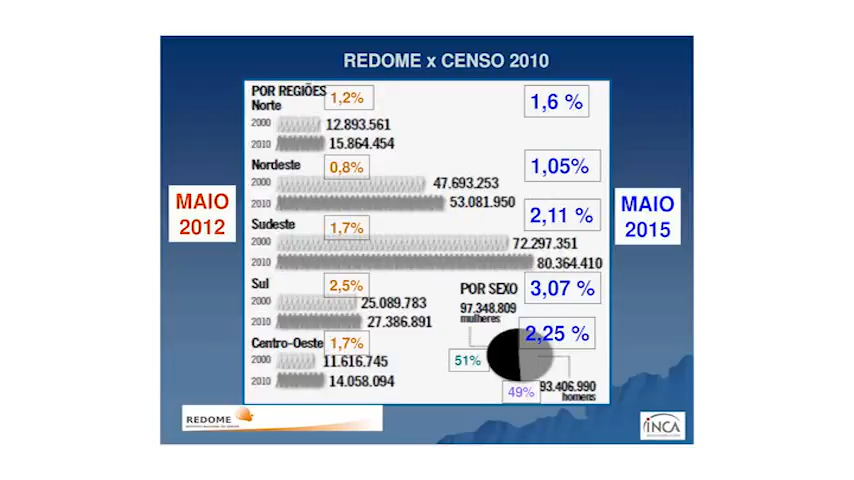 REDOME x CENSO 2010
POR REGIÕES
1,2%
1,6 %
Norte
2000 12.893.561
2010 15.864.454
Nordeste
0,8%
1,05%
2000 47.693.253
2010 53.081.950
MAIO
2012
MAIO
2015
Sudeste
1,7%
2,11 %
2000 72.297.351
2010 80.364.410
Sul
2,5%
POR SEXO
3,07 %
2000 25.089.783
97.348.809
mulheres
2010 27.386.891
2,25 %
Centro-Oeste
1,7%
2000 11.616.745
51%
2010 14.058.094
49%
93.406.990
homens
REDOME
INCA